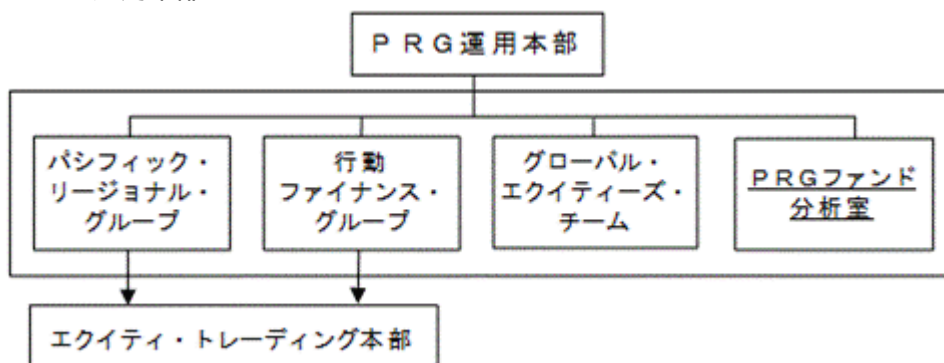 PRG運用本部
パシフィック・
リージョナル・
グループ
行動
ファイナンス・
グループ
グローバル・
エクイティーズ・
チーム
PRGファンド
分析室
エクイティ・トレーディング本部